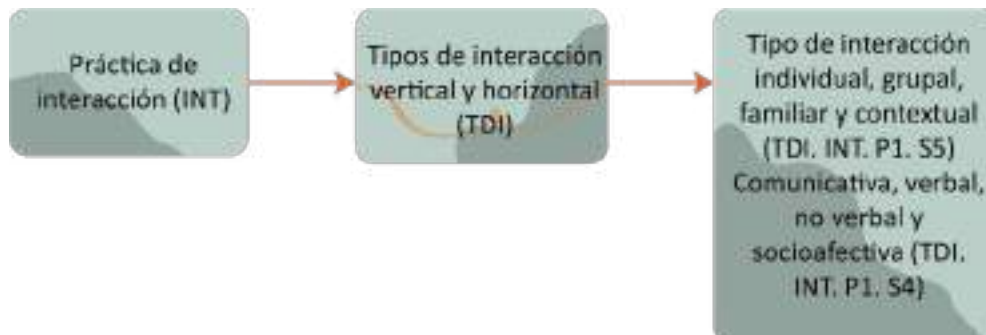 Práctica de
interacción (INT)
Tipos de interacción
vertical y horizontal
(TDI)
Tipo de interacción
individual, grupal,
familiar y contextual
(TDI. INT. P1. S5)
Comunicativa, verbal,
no verbal y
socioafectiva (TDI.
INT. P1. S4)